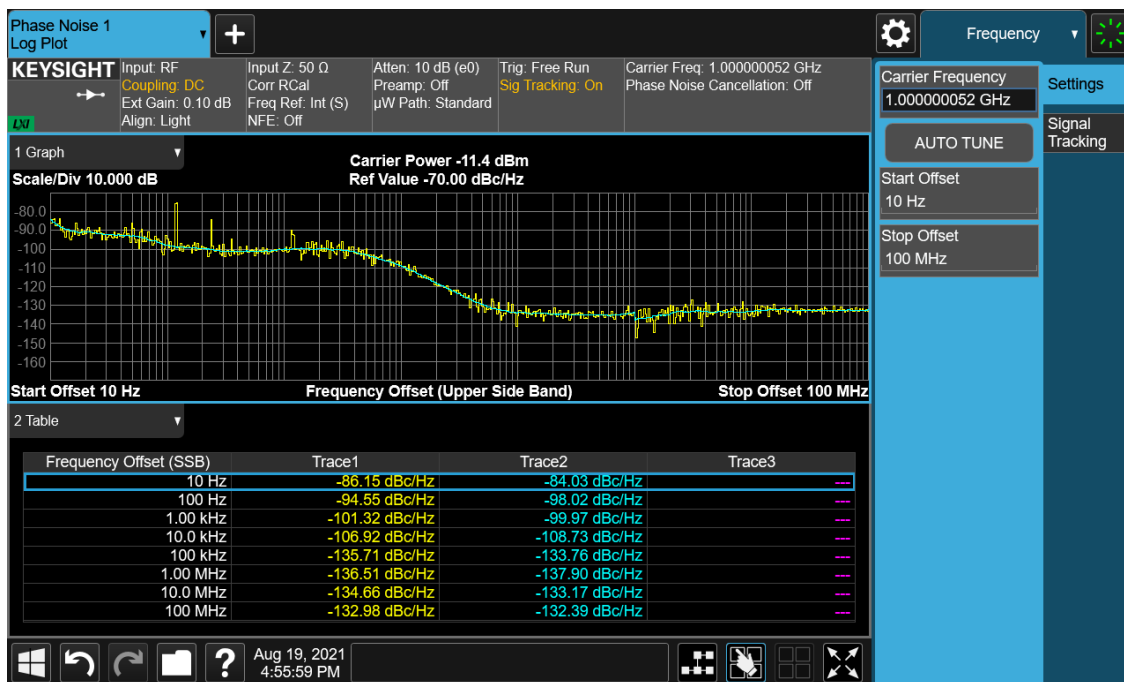 Phase Noise 1
Log Plot
+
Frequency
KEYSIGHT
LXI
Input: RF
Coupling: DC
Ext Gain: 0.10 dB
Align: Light
Input Z: 50 Ω
Corr RCal
Freq Ref: Int (S)
NFE: Off
Atten: 10 dB (e0)
Preamp: Off
µW Path: Standard
Trig: Free Run
Sig Tracking: On
Carrier Freq: 1.000000052 GHz
Phase Noise Cancellation: Off
Carrier Frequency
1.000000052 GHz
AUTO TUNE
Start Offset
10 Hz
Stop Offset
100 MHz
Settings
Signal
Tracking
1 Graph
Scale/Div 10.000 dB
Carrier Power -11.4 dBm
Ref Value -70.00 dBc/Hz
-80.0
-90.0
-100
-110
-120
-130
-140
-150
-160
Start Offset 10 Hz
Frequency Offset (Upper Side Band)
Stop Offset 100 MHz
2 Table
Frequency Offset (SSB) Trace1 Trace2 Trace3
10 Hz -86.15 dBc/Hz -84.03 dBc/Hz ---
100 Hz -94.55 dBc/Hz -98.02 dBc/Hz ---
1.00 kHz -101.32 dBc/Hz -99.97 dBc/Hz ---
10.0 kHz -106.92 dBc/Hz -108.73 dBc/Hz ---
100 kHz -135.71 dBc/Hz -133.76 dBc/Hz ---
1.00 MHz -136.51 dBc/Hz -137.90 dBc/Hz ---
10.0 MHz -134.66 dBc/Hz -133.17 dBc/Hz ---
100 MHz -132.98 dBc/Hz -132.39 dBc/Hz ---
?
Aug 19, 2021
4:55:59 PM